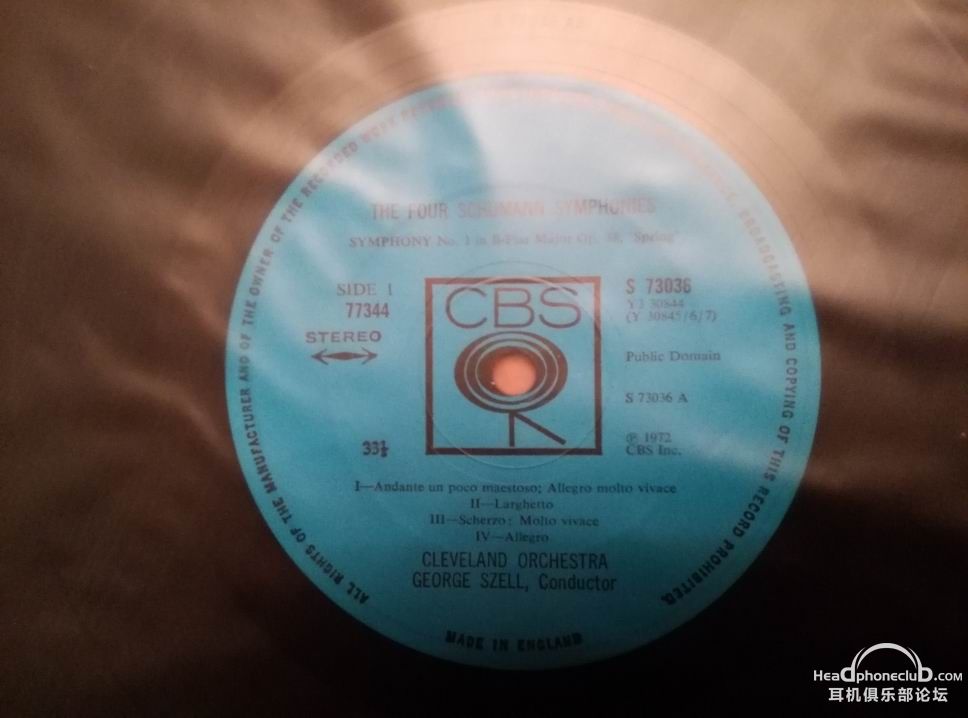 THE FOUR SCHUMANN SYMPHONIES
SYMPHONY No. 1 in B-Flat Major Op. 38, "Spring"
SIDE 1
77344
STEREO
CBS
S 73036
Y3 30844
(Y 30845/6/7)
Public Domain
S 73036 A
33⅓
℗ 1972
CBS Inc.
I—Andante un poco maestoso; Allegro molto vivace
II—Larghetto
III—Scherzo: Molto vivace
IV—Allegro
CLEVELAND ORCHESTRA
GEORGE SZELL, Conductor
ALL RIGHTS OF THE MANUFACTURER AND OF THE OWNER OF THE RECORDED WORK BROADCASTING AND COPYING OF THIS RECORD PROHIBITED.
MADE IN ENGLAND
Headphoneclub.com
耳机俱乐部论坛